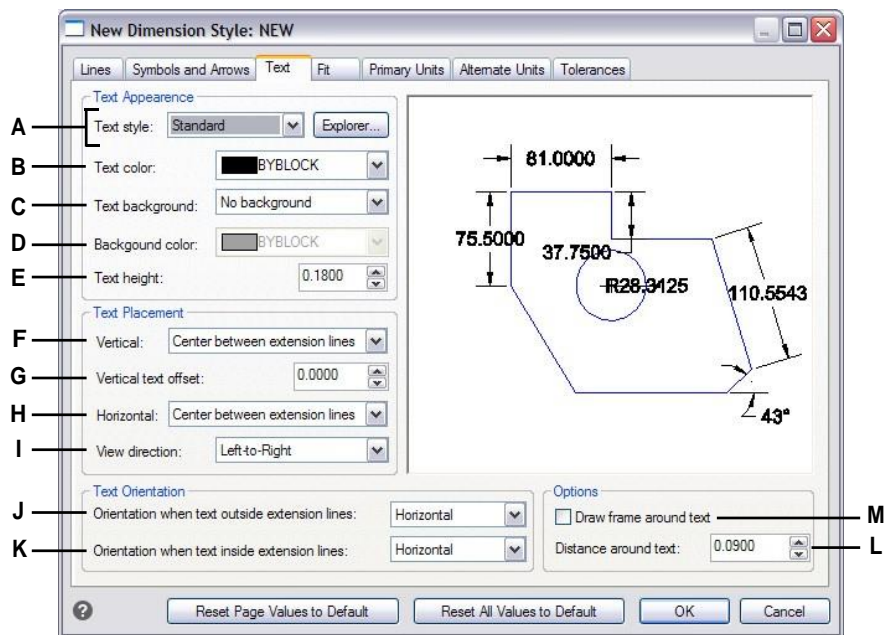 New Dimension Style: NEW
Lines Symbols and Arrows Text Fit Primary Units Alternate Units Tolerances
Text Appearence
A Text style: Standard Explorer...
B Text color: BYBLOCK
C Text background: No background
D Backgound color: BYBLOCK
E Text height: 0.1800
Text Placement
F Vertical: Center between extension lines
G Vertical text offset: 0.0000
H Horizontal: Center between extension lines
I View direction: Left-to-Right
81.0000
75.5000
37.7500
R28.3125
110.5543
43°
Text Orientation
J Orientation when text outside extension lines: Horizontal
K Orientation when text inside extension lines: Horizontal
Options
Draw frame around text M
Distance around text: 0.0900 L
? Reset Page Values to Default Reset All Values to Default OK Cancel